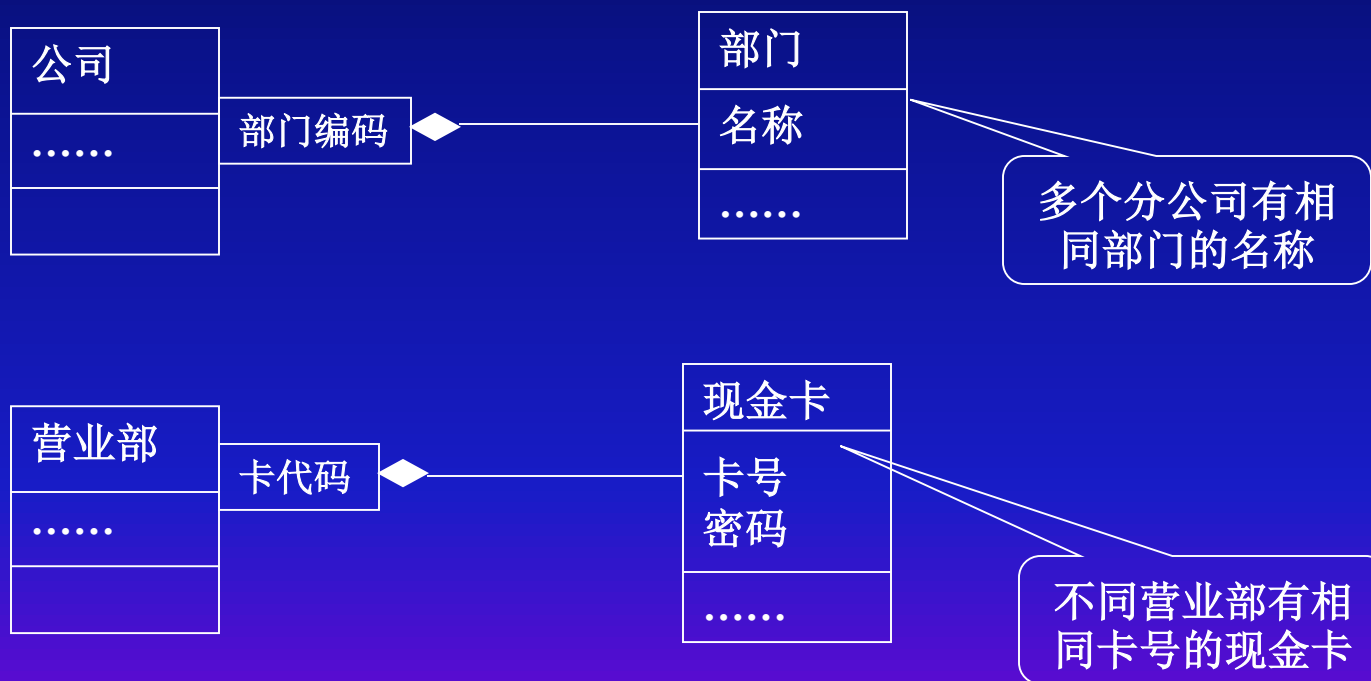 公司
……
部门编码
部门
名称
……
多个分公司有相
同部门的名称
营业部
……
卡代码
现金卡
卡号
密码
……
不同营业部有相
同卡号的现金卡